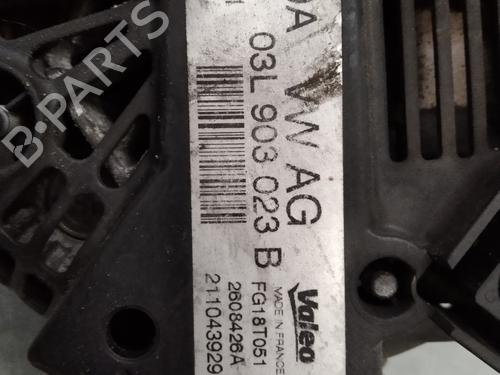 VW AG
03L 903 023 B
Valeo
MADE IN FRANCE
FG18T051
2608426A
211043929
B-PARTS